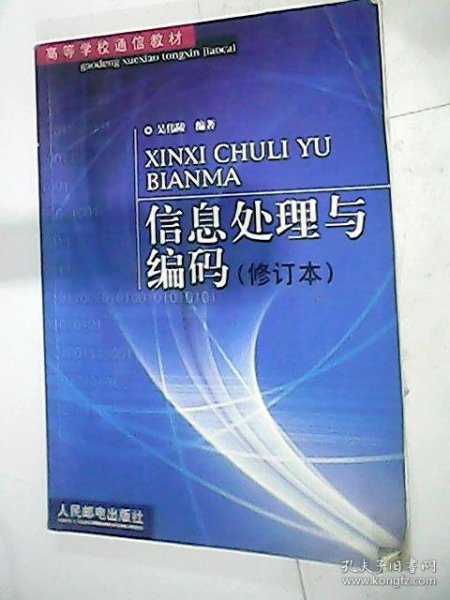 高等学校通信教材
gaodeng xuexiao tongxin jiaocai
吴伟陵 编著
XINXI CHULI YU
BIANMA
信息处理与
编码(修订本)
人民邮电出版社
孔夫子旧书网
www.kongfz.com